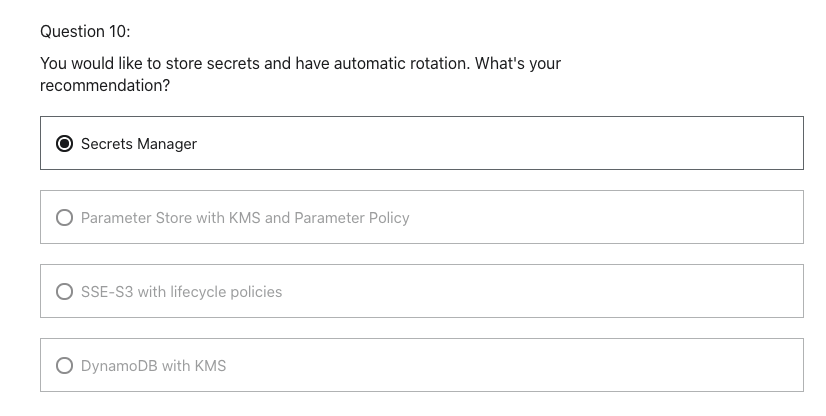 Question 10:
You would like to store secrets and have automatic rotation. What's your
recommendation?
Secrets Manager
Parameter Store with KMS and Parameter Policy
SSE-S3 with lifecycle policies
DynamoDB with KMS